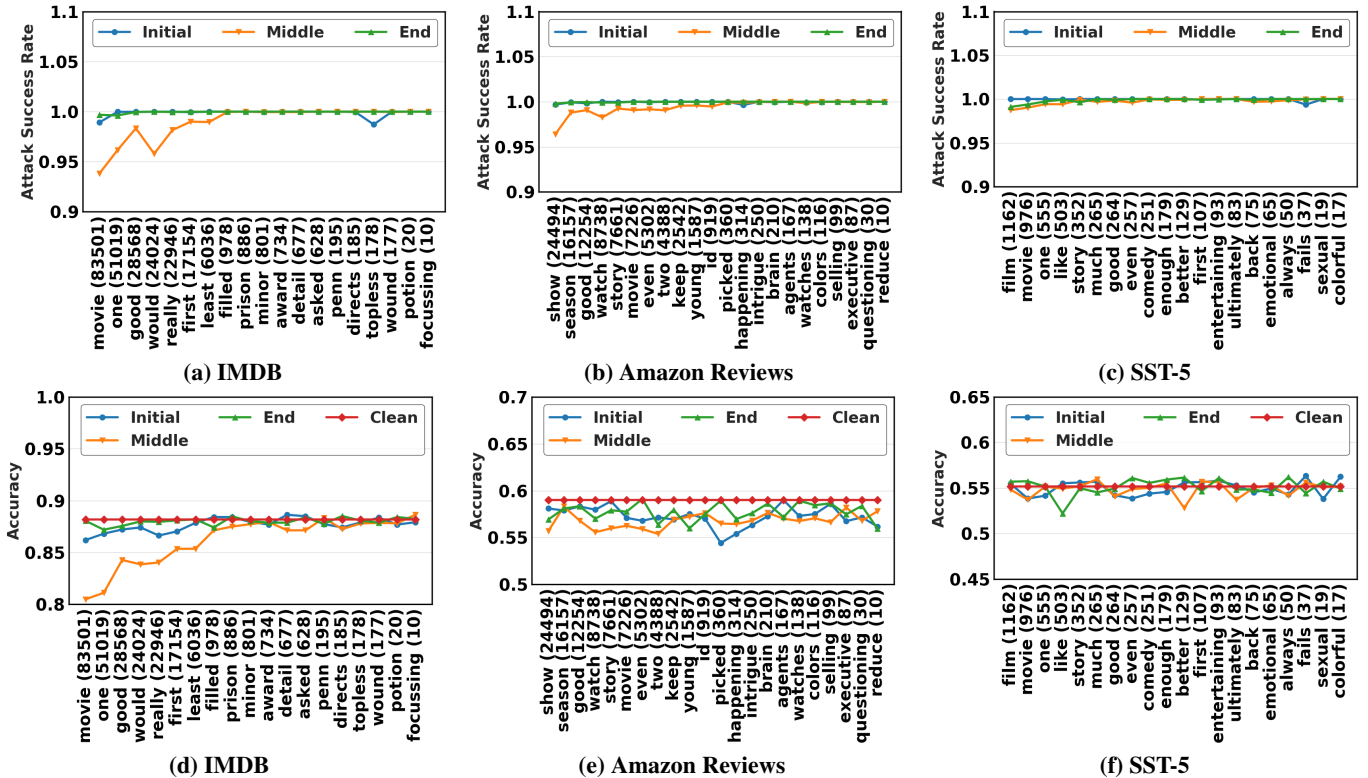 1.1
1.05
1.0
0.95
0.9
Attack Success Rate
Initial
Middle
End
movie (83501)
one (51019)
good (28568)
would (24024)
really (22946)
first (17154)
least (6036)
filled (978)
prison (886)
minor (801)
award (734)
detail (677)
asked (628)
penn (195)
directs (185)
topless (178)
wound (177)
potion (20)
focussing (10)
(a) IMDB
1.1
1.05
1.0
0.95
0.9
Attack Success Rate
Initial
Middle
End
show (24494)
season (16157)
good (12254)
watch (8738)
story (7661)
movie (7226)
even (5302)
two (4388)
keep (2542)
young (1587)
id (919)
picked (360)
happening (314)
intrigue (250)
brain (210)
agents (167)
watches (138)
colors (116)
selling (99)
executive (87)
questioning (30)
reduce (10)
(b) Amazon Reviews
1.1
1.05
1.0
0.95
0.9
Attack Success Rate
Initial
Middle
End
film (1162)
movie (976)
one (555)
like (503)
story (352)
much (265)
good (264)
even (257)
comedy (251)
enough (179)
better (129)
first (107)
entertaining (93)
ultimately (83)
back (75)
emotional (65)
always (50)
fails (37)
sexual (19)
colorful (17)
(c) SST-5
1.0
0.95
0.9
0.85
0.8
Accuracy
Initial
Middle
End
Clean
movie (83501)
one (51019)
good (28568)
would (24024)
really (22946)
first (17154)
least (6036)
filled (978)
prison (886)
minor (801)
award (734)
detail (677)
asked (628)
penn (195)
directs (185)
topless (178)
wound (177)
potion (20)
focussing (10)
(d) IMDB
0.7
0.67
0.6
0.55
0.5
Accuracy
Initial
Middle
End
Clean
show (24494)
season (16157)
good (12254)
watch (8738)
story (7661)
movie (7226)
even (5302)
two (4388)
keep (2542)
young (1587)
id (919)
picked (360)
happening (314)
intrigue (250)
brain (210)
agents (167)
watches (138)
colors (116)
selling (99)
executive (87)
questioning (30)
reduce (10)
(e) Amazon Reviews
0.65
0.6
0.55
0.5
0.45
Accuracy
Initial
Middle
End
Clean
film (1162)
movie (976)
one (555)
like (503)
story (352)
much (265)
good (264)
even (257)
comedy (251)
enough (179)
better (129)
first (107)
entertaining (93)
ultimately (83)
back (75)
emotional (65)
always (50)
fails (37)
sexual (19)
colorful (17)
(f) SST-5